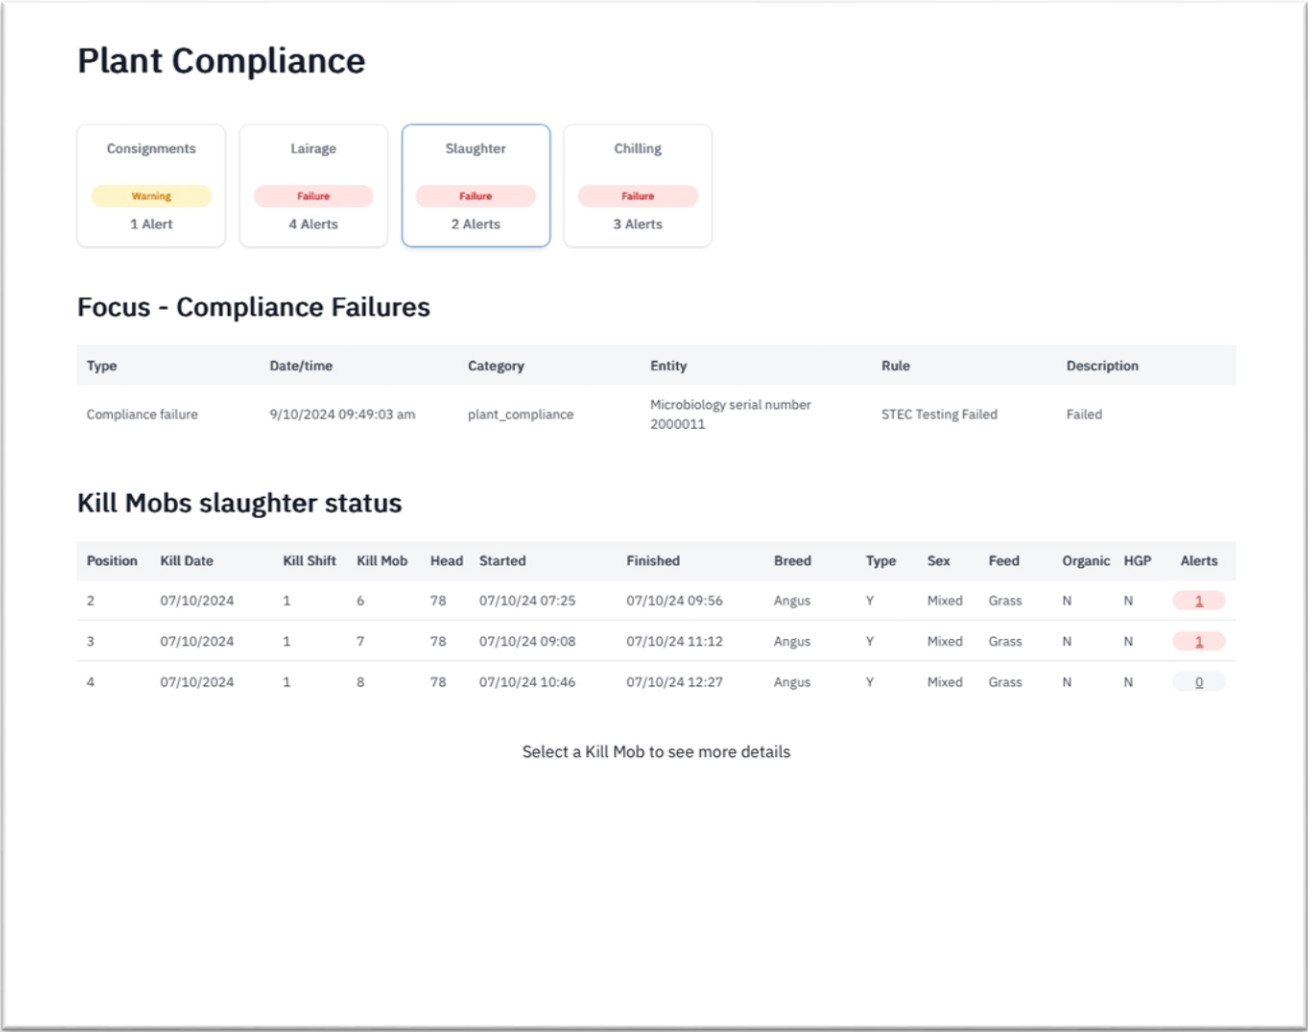 Plant Compliance
Consignments Lairage Slaughter Chilling
Warning Failure Failure Failure
1 Alert 4 Alerts 2 Alerts 3 Alerts
Focus - Compliance Failures
Type Date/time Category Entity Rule Description
Compliance failure 9/10/2024 09:49:03 am plant_compliance Microbiology serial number 2000011 STEC Testing Failed Failed
Kill Mobs slaughter status
Position Kill Date Kill Shift Kill Mob Head Started Finished Breed Type Sex Feed Organic HGP Alerts
2 07/10/2024 1 6 78 07/10/24 07:25 07/10/24 09:56 Angus Y Mixed Grass N N 1
3 07/10/2024 1 7 78 07/10/24 09:08 07/10/24 11:12 Angus Y Mixed Grass N N 1
4 07/10/2024 1 8 78 07/10/24 10:46 07/10/24 12:27 Angus Y Mixed Grass N N 0
Select a Kill Mob to see more details